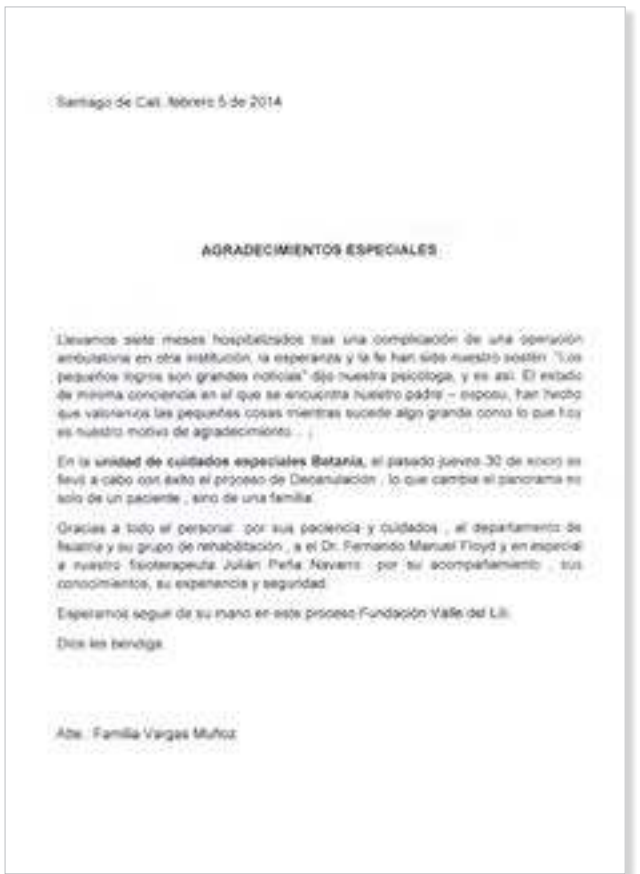 Santiago de Cali, febrero 5 de 2014
AGRADECIMIENTOS ESPECIALES
Llevamos siete meses hospitalizados tras una complicación de una operación
ambulatoria en otra institución, la esperanza y la fe han sido nuestro sostén. "Los
pequeños logros son grandes noticias" dijo nuestra psicóloga, y es así. El estado
de mínima conciencia en el que se encuentra nuestro padre – esposo, han hecho
que valoremos las pequeñas cosas mientras sucede algo grande como lo que hoy
es nuestro motivo de agradecimiento
En la unidad de cuidados especiales Betania, el pasado jueves 30 de enero se
llevó a cabo con éxito el proceso de Decanulación , lo que cambia el panorama no
solo de un paciente , sino de una familia.
Gracias a todo el personal por sus paciencia y cuidados , al departamento de
fisiatría y su grupo de rehabilitación , a el Dr. Fernando Manuel Floyd y en especial
a nuestro fisioterapeuta Julián Peña Navarro por su acompañamiento , sus
conocimientos, su experiencia y seguridad.
Esperamos seguir de su mano en este proceso Fundación Valle del Lili.
Dios les bendiga.
Atte.: Familia Vargas Muñoz